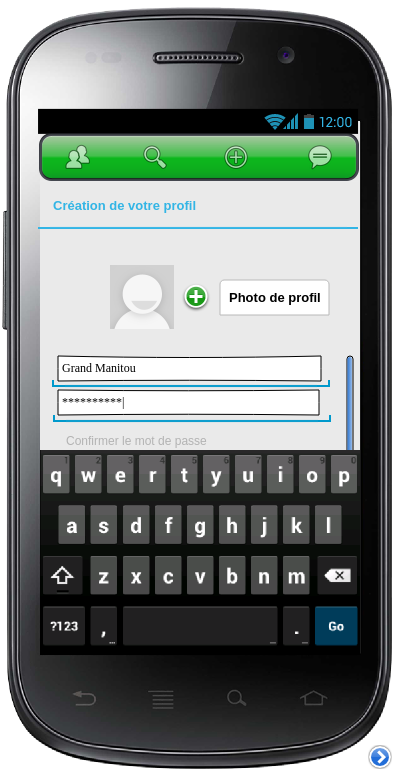 12:00
Création de votre profil
Photo de profil
Grand Manitou
**********|
Confirmer le mot de passe
1 2 3 4 5 6 7 8 9 0
q w e r t y u i o p
a s d f g h j k l
z x c v b n m
?123 , ... _ . ... Go